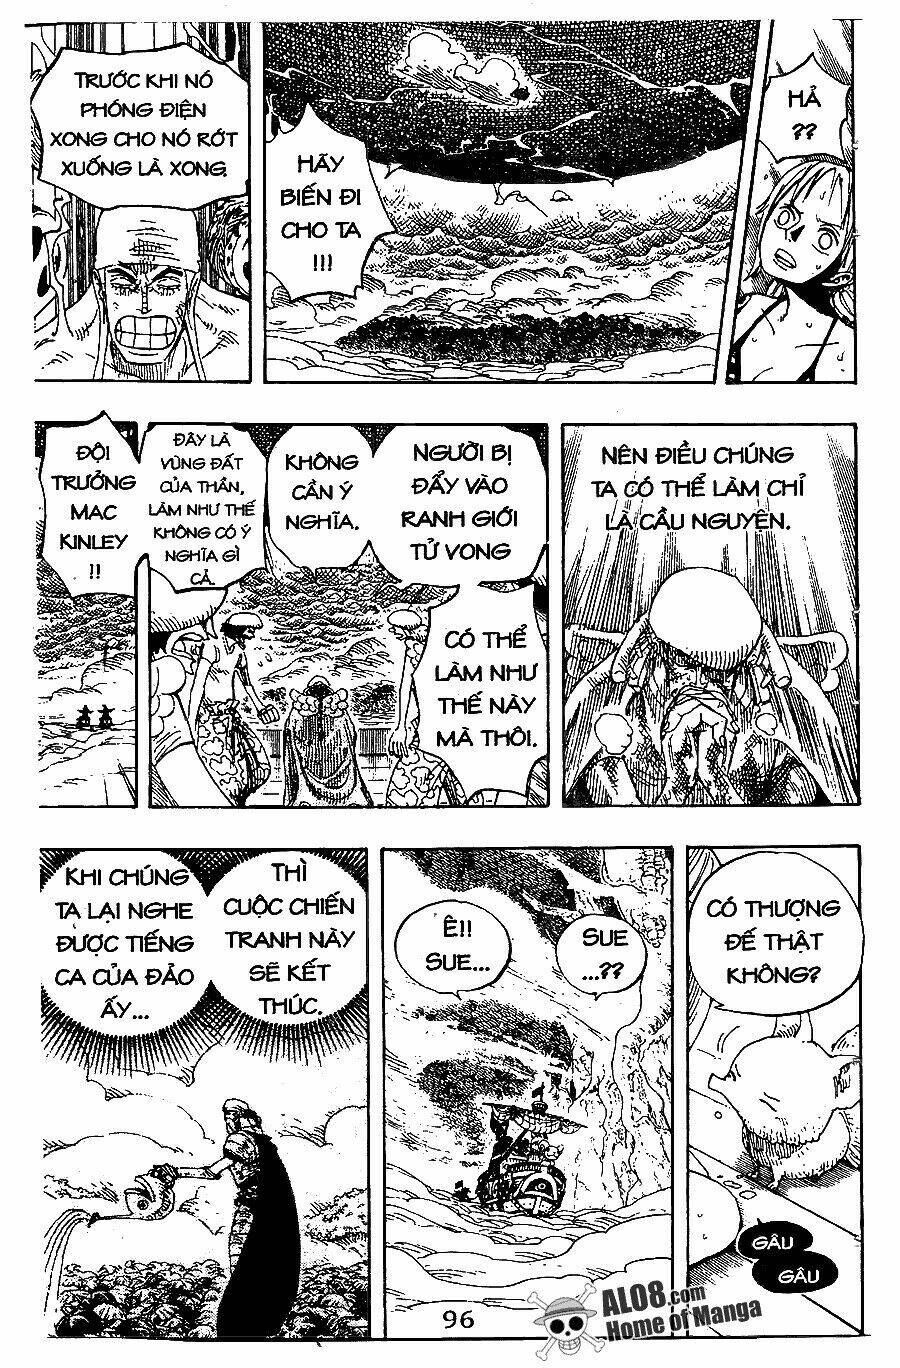 HẢ
??
HÃY
BIẾN ĐI
CHO TA
!!!
TRƯỚC KHI NÓ
PHÓNG ĐIỆN
XONG CHO NÓ RỚT
XUỐNG LÀ XONG.
NÊN ĐIỀU CHÚNG
TA CÓ THỂ LÀM CHỈ
LÀ CẦU NGUYỆN.
NGƯỜI BỊ
ĐẨY VÀO
RANH GIỚI
TỬ VONG
CÓ THỂ
LÀM NHƯ
THẾ NÀY
MÀ THÔI.
KHÔNG
CẦN Ý
NGHĨA.
ĐÂY LÀ
VÙNG ĐẤT
CỦA THẦN,
LÀM NHƯ THẾ
KHÔNG CÓ Ý
NGHĨA GÌ
CẢ.
ĐỘI
TRƯỞNG
MAC
KINLEY
!!
CÓ THƯỢNG
ĐẾ THẬT
KHÔNG?
GÂU
GÂU
SUE
...??
Ê!!
SUE...
THÌ
CUỘC CHIẾN
TRANH NÀY
SẼ KẾT
THÚC.
KHI CHÚNG
TA LẠI NGHE
ĐƯỢC TIẾNG
CA CỦA ĐẢO
ẤY...
96
ALO8.com
Home of Manga